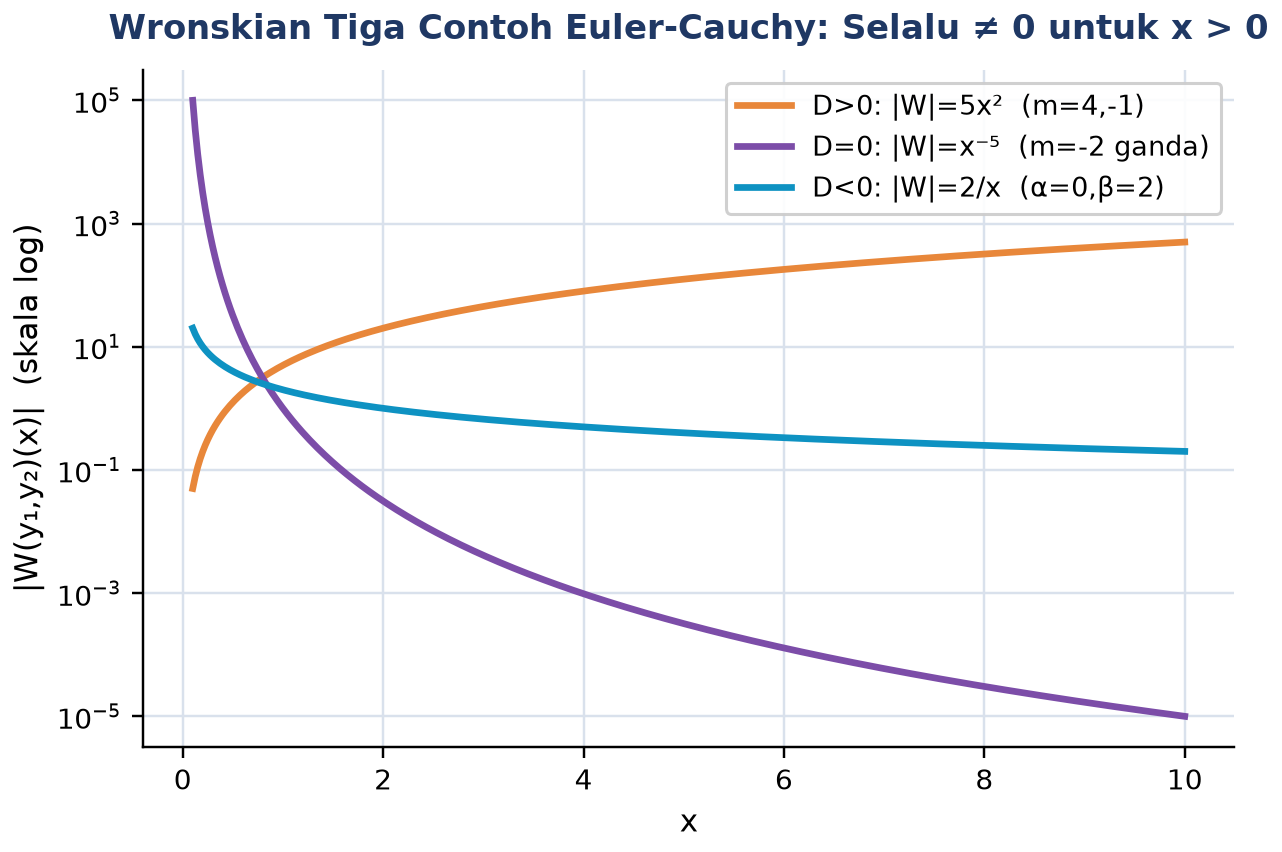 Wronskian Tiga Contoh Euler-Cauchy: Selalu ≠ 0 untuk x > 0
D>0: |W|=5x² (m=4,-1)
D=0: |W|=x⁻⁵ (m=-2 ganda)
D<0: |W|=2/x (α=0,β=2)
|W(y₁,y₂)(x)| (skala log)
10⁵
10³
10¹
10⁻¹
10⁻³
10⁻⁵
0 2 4 6 8 10
x